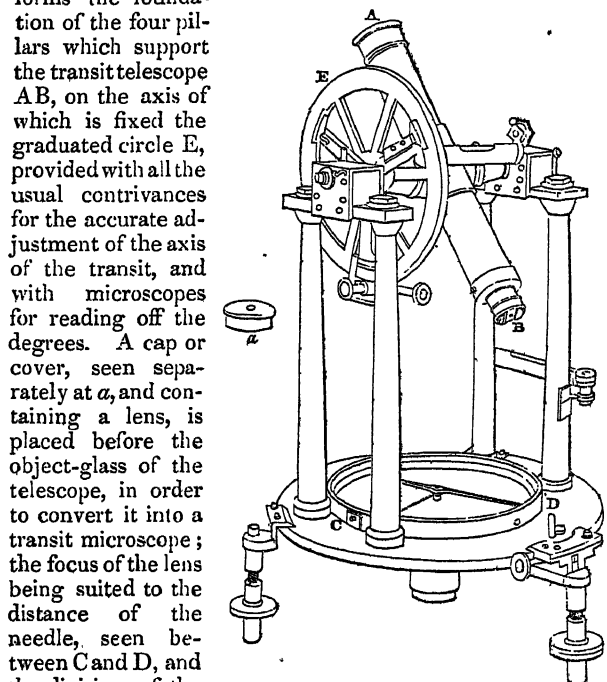 forms the founda-
tion of the four pil-
lars which support
the transit telescope
AB, on the axis of
which is fixed the
graduated circle E,
provided with all the
usual contrivances
for the accurate ad-
justment of the axis
of the transit, and
with microscopes
for reading off the
degrees. A cap or
cover, seen sepa-
rately at a, and con-
taining a lens, is
placed before the
object-glass of the
telescope, in order
to convert it into a
transit microscope;
the focus of the lens
being suited to the
distance of the
needle, seen be-
tween C and D, and
A
E
B
a
D
C